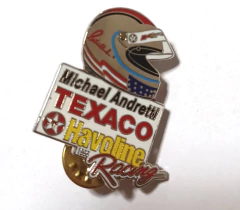 Michael Andretti
TEXACO
Havoline
Racing